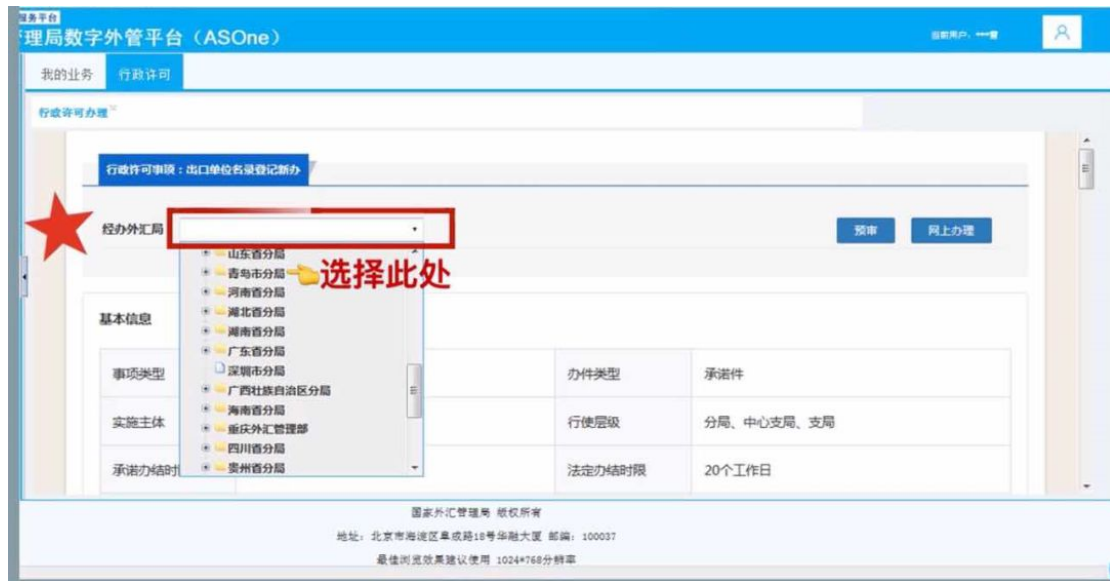 服务平台
管理局数字外管平台（ASOne）
当前用户：***
我的业务 行政许可
行政许可办理
行政许可事项：出口单位名录登记新办
经办外汇局
预审 网上办理
山东省分局
青岛市分局
选择此处
河南省分局
湖北省分局
湖南省分局
广东省分局
深圳市分局
广西壮族自治区分局
海南省分局
重庆外汇管理部
四川省分局
贵州省分局
基本信息
事项类型 办件类型 承诺件
实施主体 行使层级 分局、中心支局、支局
承诺办结时 法定办结时限 20个工作日
国家外汇管理局 版权所有
地址：北京市海淀区阜成路18号华融大厦 邮编：100037
最佳浏览效果建议使用 1024*768分辨率